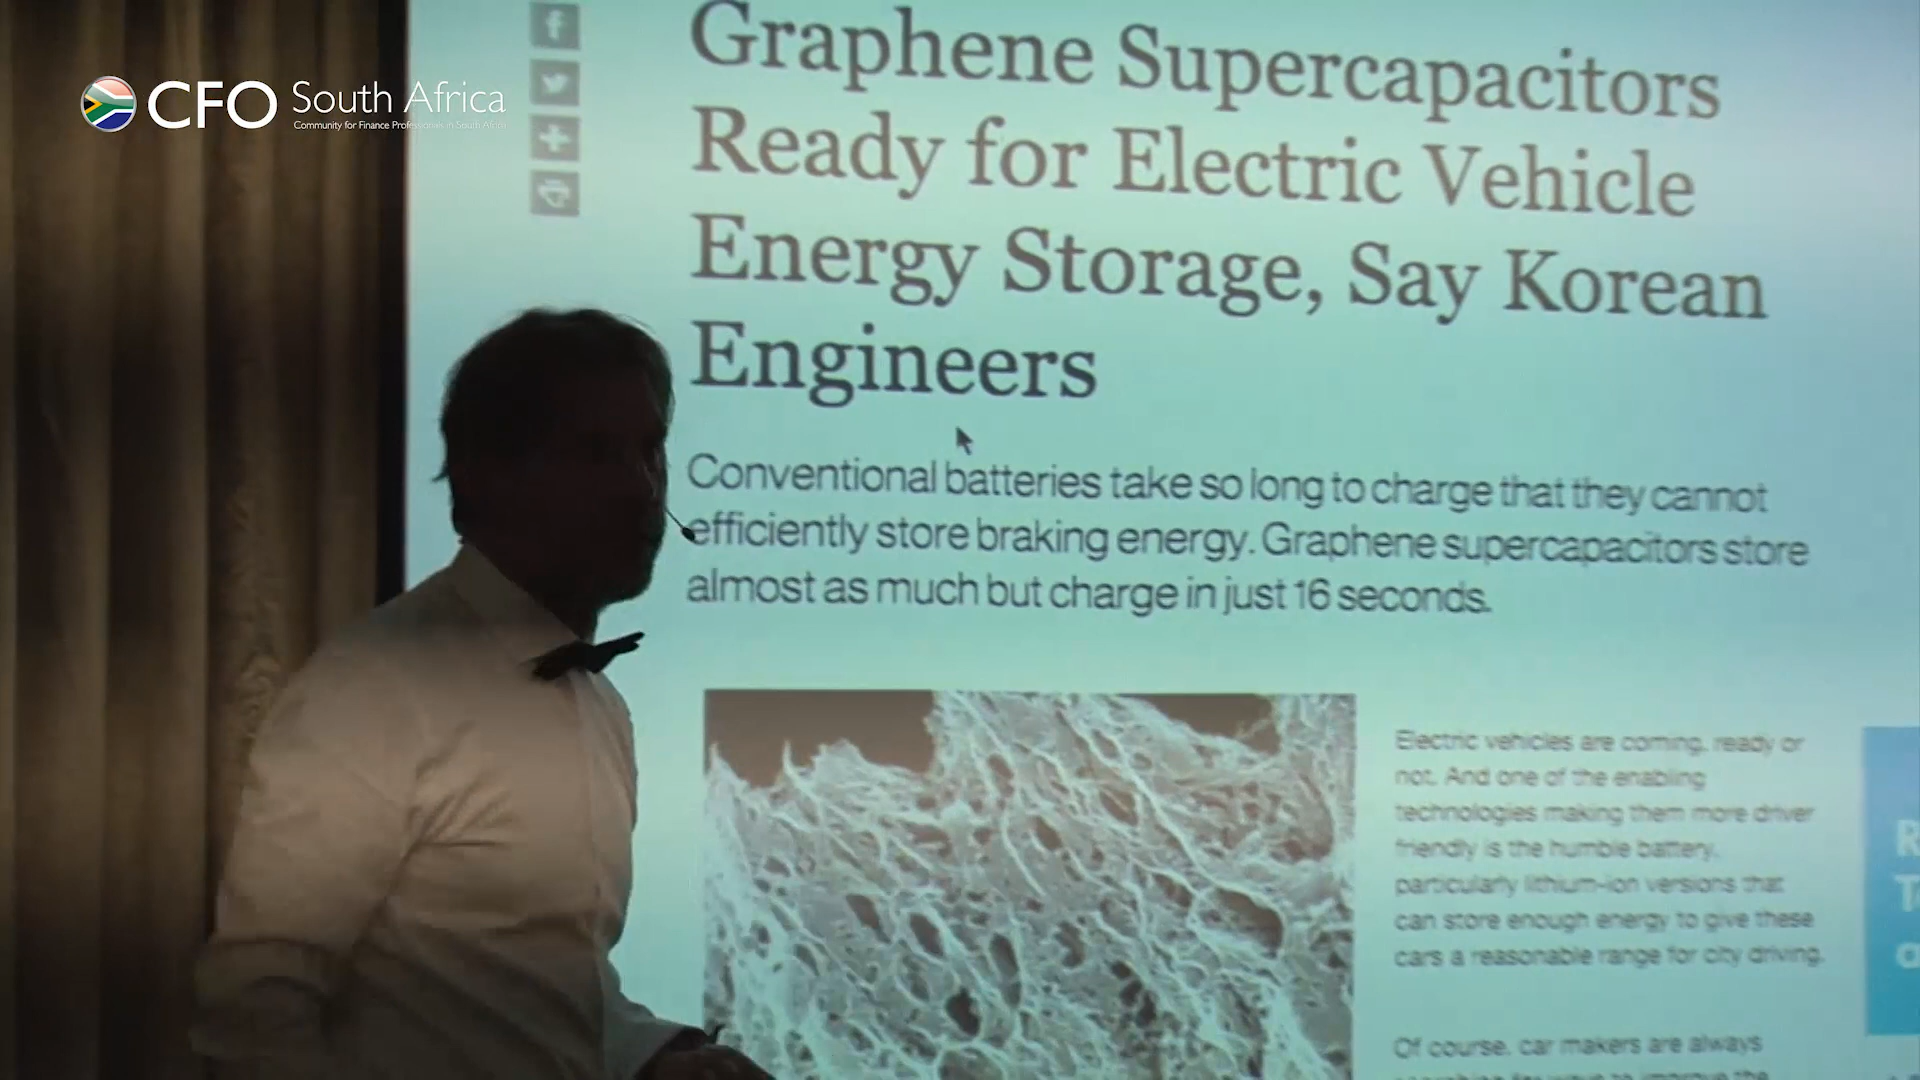 CFO South Africa
Community for Finance Professionals in South Africa
Graphene Supercapacitors
Ready for Electric Vehicle
Energy Storage, Say Korean
Engineers
Conventional batteries take so long to charge that they cannot
efficiently store braking energy. Graphene supercapacitors store
almost as much but charge in just 16 seconds.
Electric vehicles are coming, ready or
not. And one of the enabling
technologies making them more driver
friendly is the humble battery,
particularly lithium-ion versions that
can store enough energy to give these
cars a reasonable range for city driving.
Of course, car makers are always